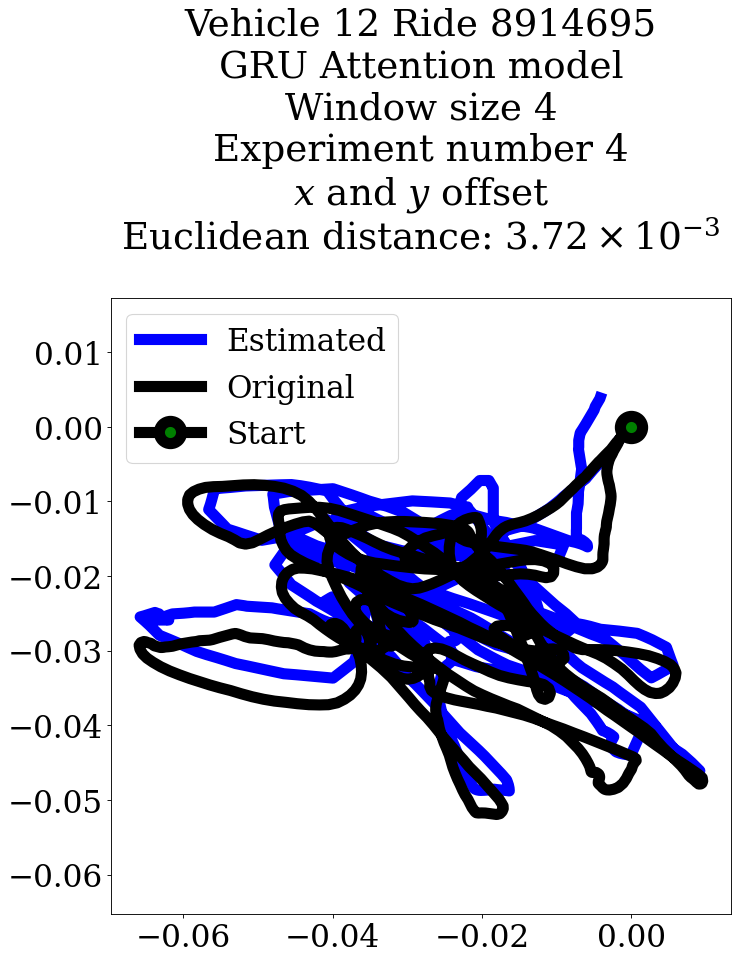 Vehicle 12 Ride 8914695
GRU Attention model
Window size 4
Experiment number 4
x and y offset
Euclidean distance: 3.72 × 10⁻³
Estimated
Original
Start
0.01
0.00
−0.01
−0.02
−0.03
−0.04
−0.05
−0.06
−0.06 −0.04 −0.02 0.00